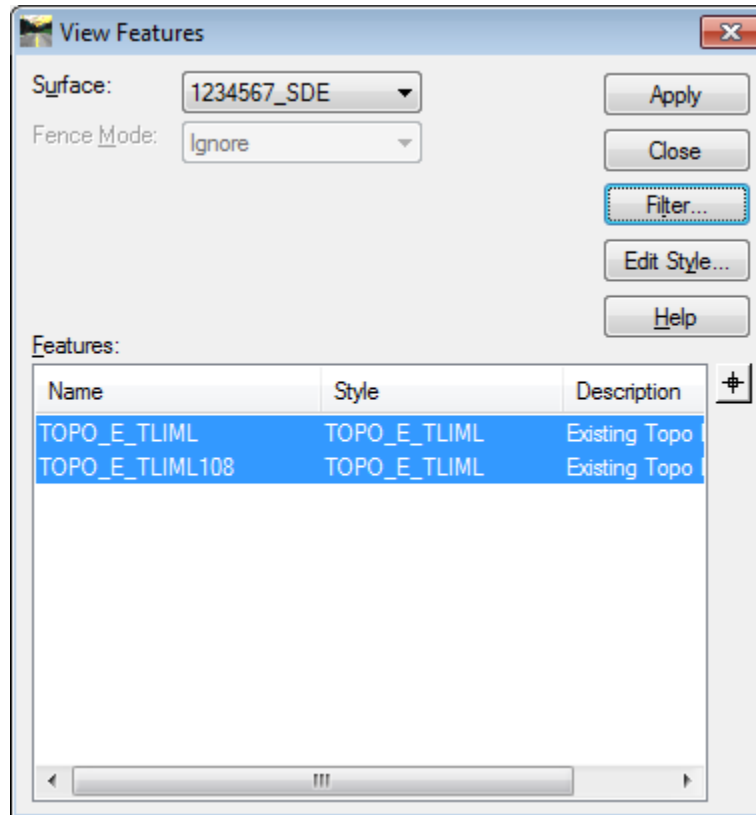 View Features
Surface: 1234567_SDE Apply
Fence Mode: Ignore Close
Filter...
Edit Style...
Help
Features:
Name Style Description
TOPO_E_TLIML TOPO_E_TLIML Existing Topo
TOPO_E_TLIML108 TOPO_E_TLIML Existing Topo